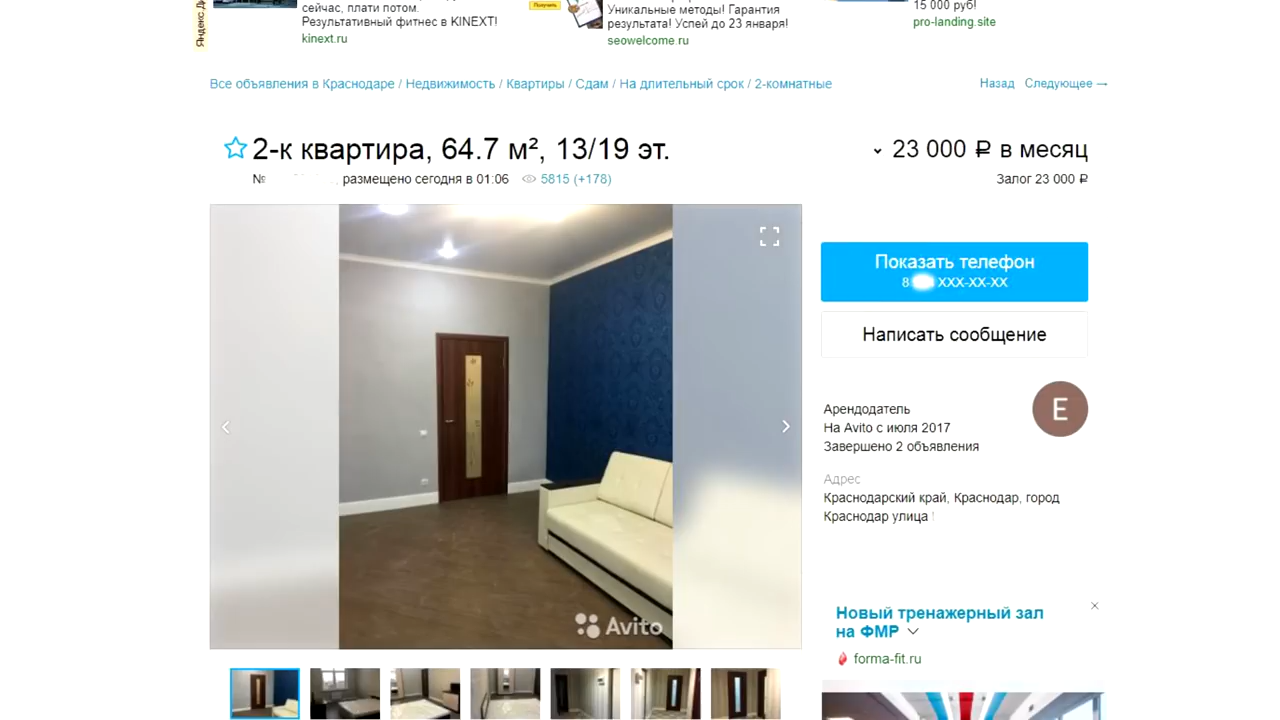 сейчас, плати потом.
Результативный фитнес в KINEXT!
kinext.ru
Получить
Уникальные методы! Гарантия
результата! Успей до 23 января!
seowelcome.ru
15 000 руб!
pro-landing.site
Все объявления в Краснодаре / Недвижимость / Квартиры / Сдам / На длительный срок / 2-комнатные
Назад Следующее →
2-к квартира, 64.7 м², 13/19 эт.
23 000 ₽ в месяц
№ , размещено сегодня в 01:06 5815 (+178)
Залог 23 000 ₽
Показать телефон
8 XXX-XX-XX
Написать сообщение
Арендодатель
На Avito с июля 2017
Завершено 2 объявления
E
Адрес
Краснодарский край, Краснодар, город
Краснодар улица
Avito
Новый тренажерный зал
на ФМР
forma-fit.ru